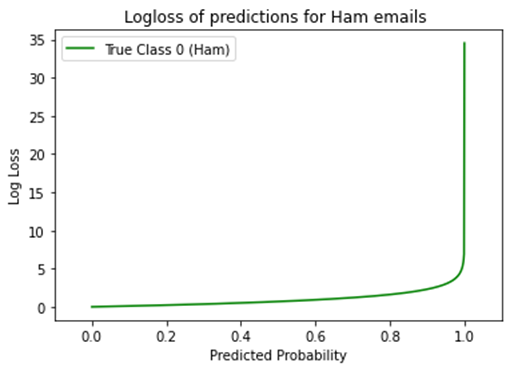 Logloss of predictions for Ham emails
True Class 0 (Ham)
Log Loss
35
30
25
20
15
10
5
0
0.0 0.2 0.4 0.6 0.8 1.0
Predicted Probability